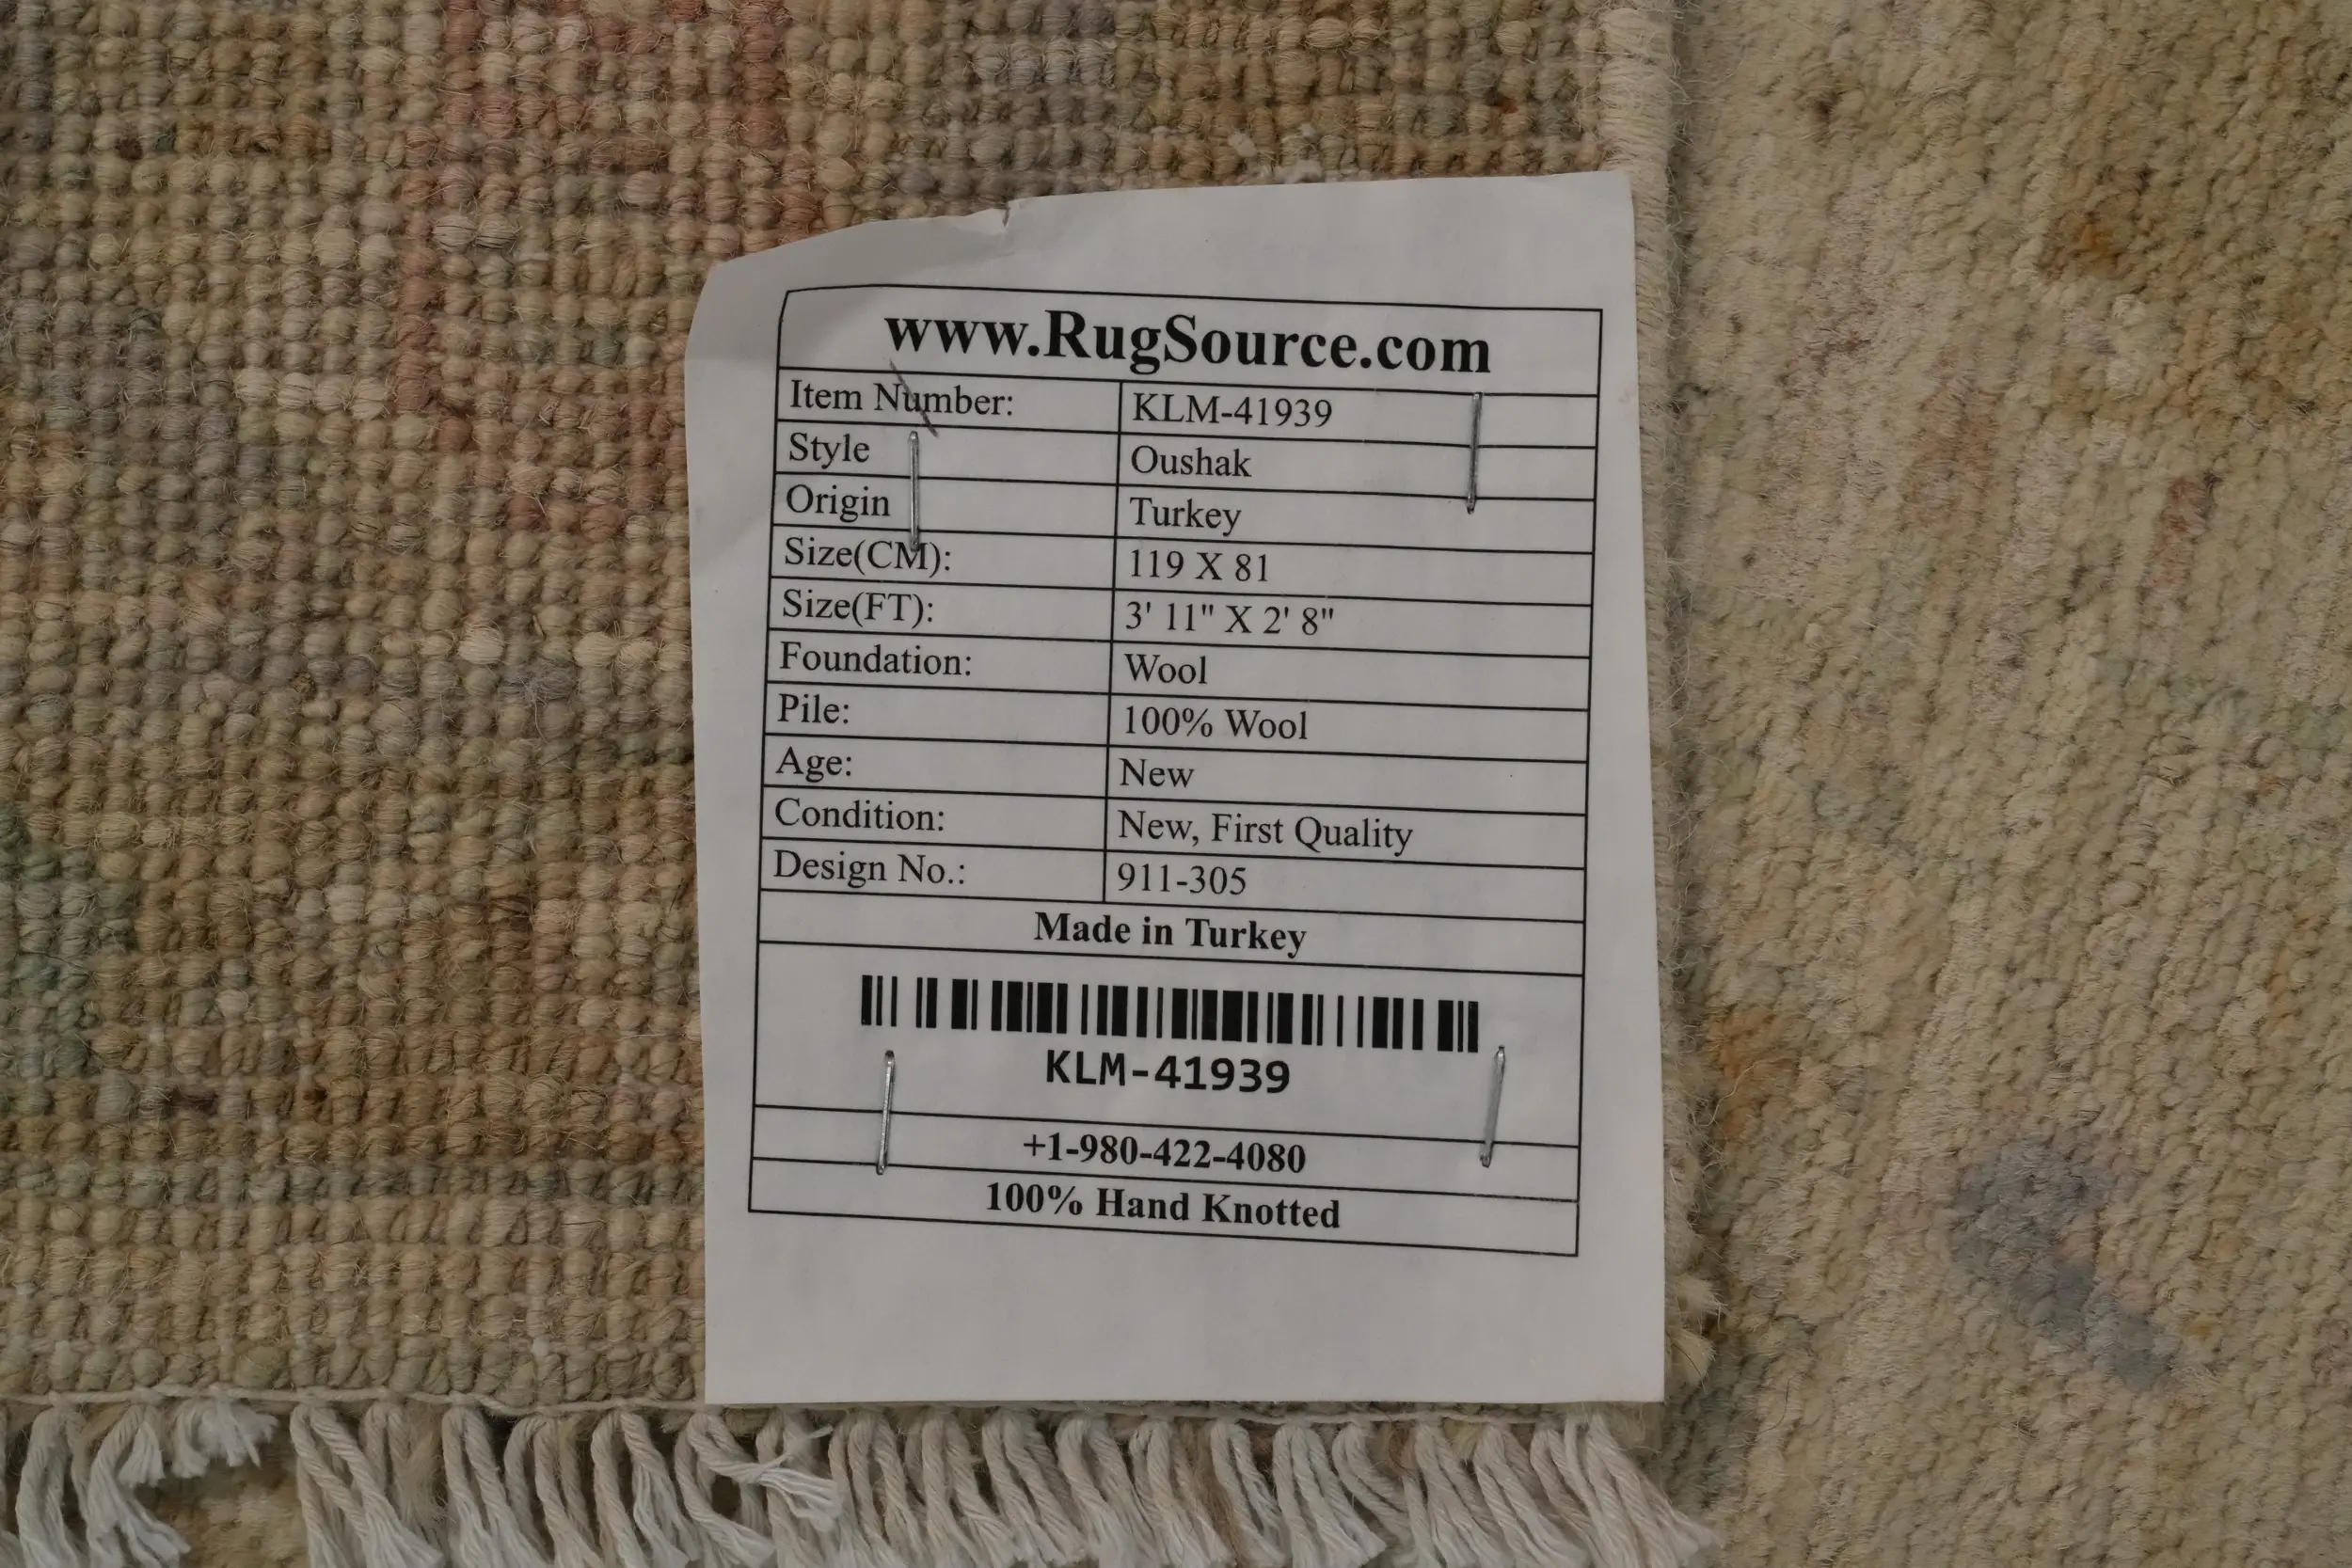 www.RugSource.com
Item Number: KLM-41939
Style Oushak
Origin Turkey
Size(CM): 119 X 81
Size(FT): 3' 11" X 2' 8"
Foundation: Wool
Pile: 100% Wool
Age: New
Condition: New, First Quality
Design No.: 911-305
Made in Turkey
KLM-41939
+1-980-422-4080
100% Hand Knotted